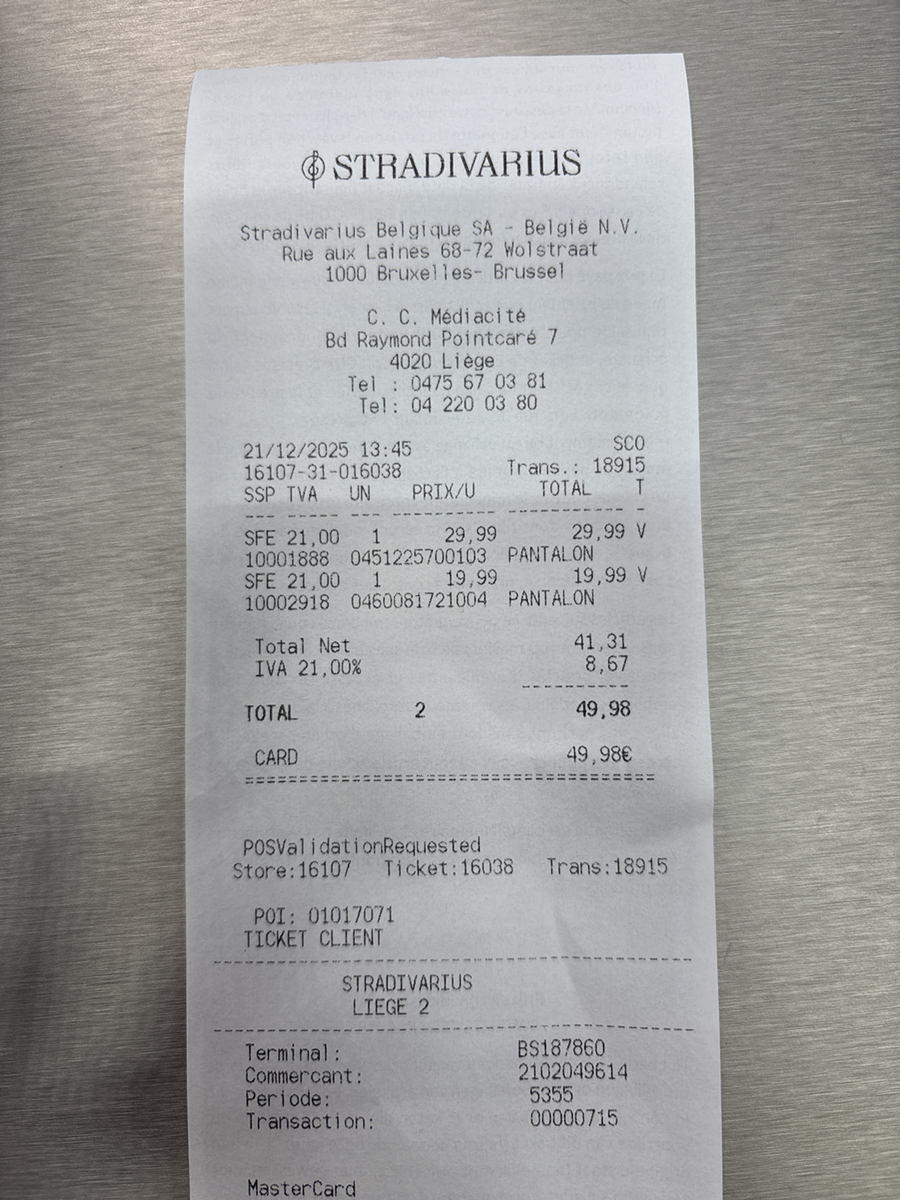 STRADIVARIUS
Stradivarius Belgique SA - België N.V.
Rue aux Laines 68-72 Wolstraat
1000 Bruxelles- Brussel
C. C. Médiacité
Bd Raymond Pointcaré 7
4020 Liège
Tel : 0475 67 03 81
Tel: 04 220 03 80
21/12/2025 13:45 SCO
16107-31-016038 Trans.: 18915
SSP TVA UN PRIX/U TOTAL T
--- ---- --- ---------- ----------- -
SFE 21,00 1 29,99 29,99 V
10001888 0451225700103 PANTALON
SFE 21,00 1 19,99 19,99 V
10002918 0460081721004 PANTALON
Total Net 41,31
IVA 21,00% 8,67
----------
TOTAL 2 49,98
CARD 49,98€
======================================
POSValidationRequested
Store:16107 Ticket:16038 Trans:18915
POI: 01017071
TICKET CLIENT
------------------------------------------
STRADIVARIUS
LIEGE 2
------------------------------------------
Terminal: BS187860
Commercant: 2102049614
Periode: 5355
Transaction: 00000715
MasterCard